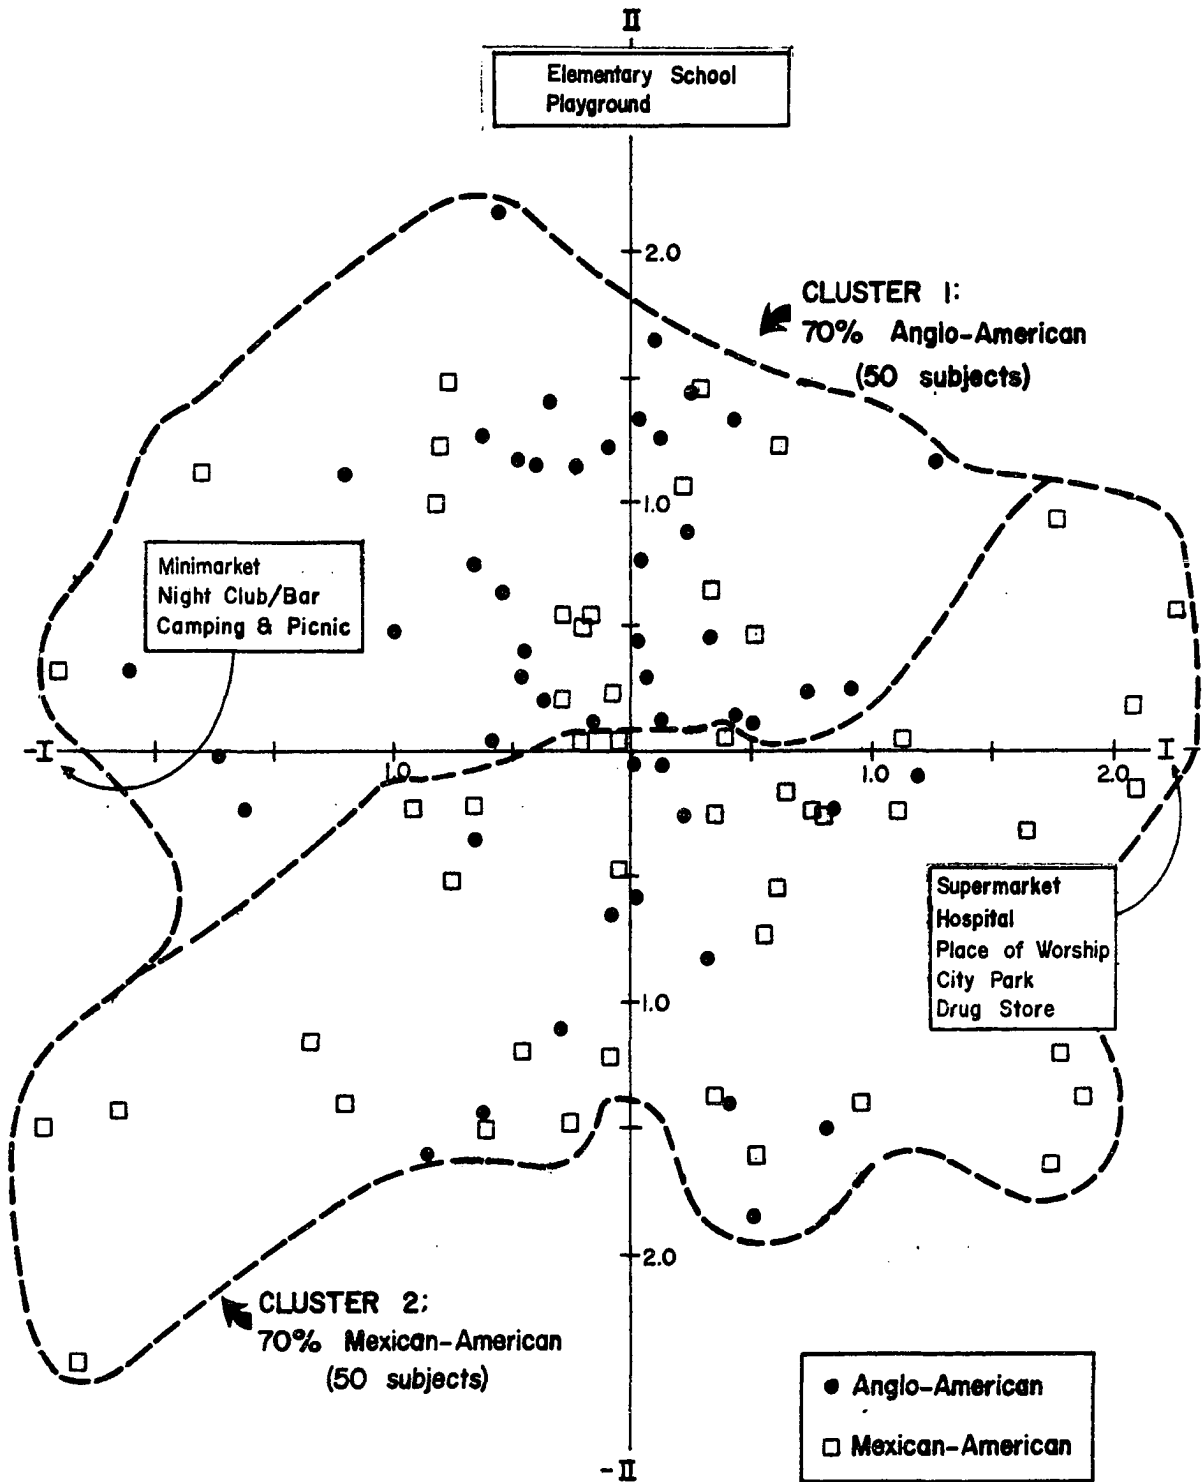 II
Elementary School
Playground
2.0
CLUSTER 1:
70% Anglo-American
(50 subjects)
1.0
Minimarket
Night Club/Bar
Camping & Picnic
-I
1.0
1.0
2.0
I
Supermarket
Hospital
Place of Worship
City Park
Drug Store
1.0
2.0
CLUSTER 2:
70% Mexican-American
(50 subjects)
Anglo-American
Mexican-American
-II